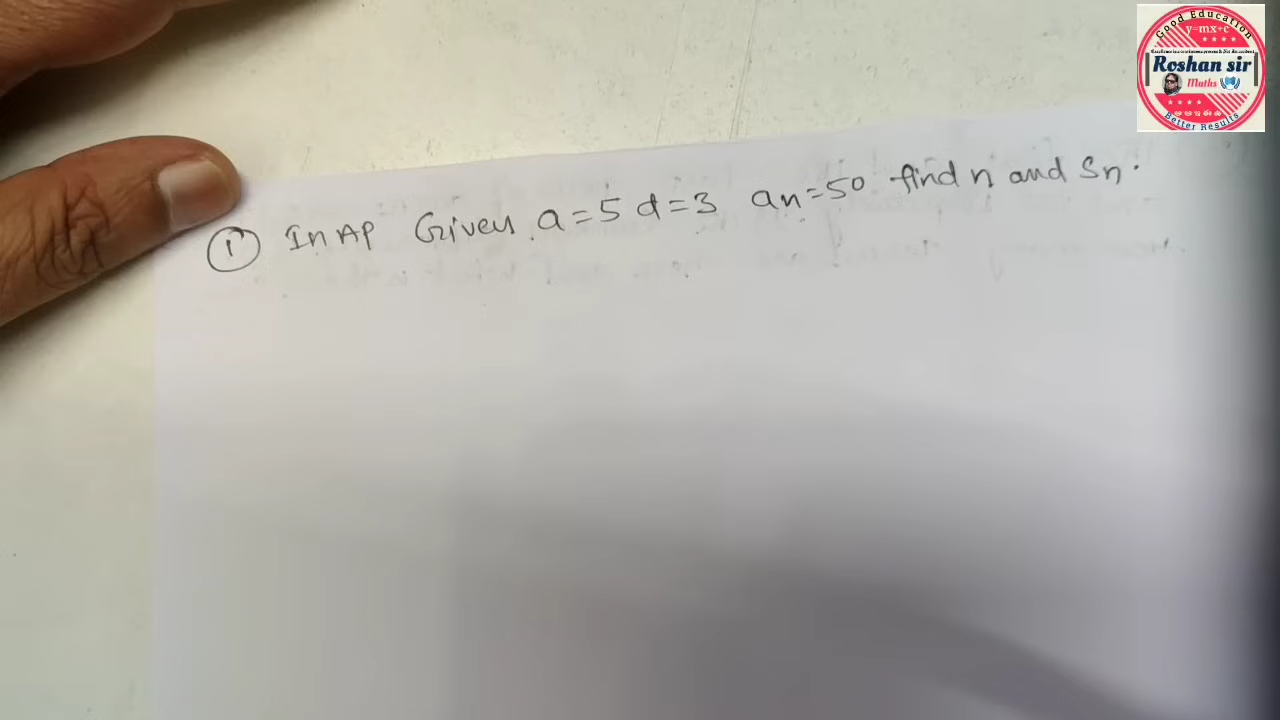 Good Education
y=mx+c
Roshan sir
Maths
Better Results
① In AP Given a=5 d=3 an=50 find n and Sn.